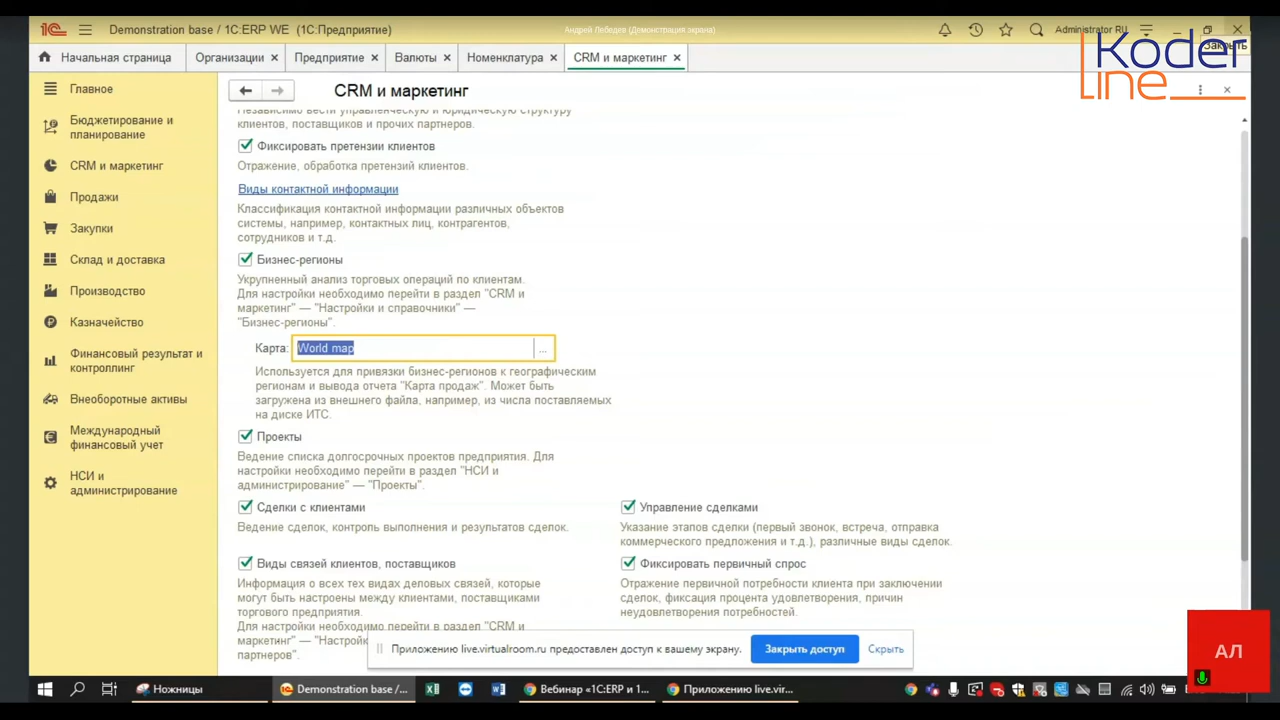 Demonstration base / 1C:ERP WE (1С:Предприятие)
Андрей Лебедев (Демонстрация экрана)
Administrator RU
Закрыть
Koder
line
Начальная страница
Организации
Предприятие
Валюты
Номенклатура
CRM и маркетинг
Главное
Бюджетирование и
планирование
CRM и маркетинг
Продажи
Закупки
Склад и доставка
Производство
Казначейство
Финансовый результат и
контроллинг
Внеоборотные активы
Международный
финансовый учет
НСИ и
администрирование
CRM и маркетинг
Независимо вести управленческую и юридическую структуру
клиентов, поставщиков и прочих партнеров.
Фиксировать претензии клиентов
Отражение, обработка претензий клиентов.
Виды контактной информации
Классификация контактной информации различных объектов
системы, например, контактных лиц, контрагентов,
сотрудников и т.д.
Бизнес-регионы
Укрупненный анализ торговых операций по клиентам.
Для настройки необходимо перейти в раздел "CRM и
маркетинг" — "Настройки и справочники" —
"Бизнес-регионы".
Карта: World map ...
Используется для привязки бизнес-регионов к географическим
регионам и вывода отчета "Карта продаж". Может быть
загружена из внешнего файла, например, из числа поставляемых
на диске ИТС.
Проекты
Ведение списка долгосрочных проектов предприятия. Для
настройки необходимо перейти в раздел "НСИ и
администрирование" — "Проекты".
Сделки с клиентами
Ведение сделок, контроль выполнения и результатов сделок.
Управление сделками
Указание этапов сделки (первый звонок, встреча, отправка
коммерческого предложения и т.д.), различные виды сделок.
Виды связей клиентов, поставщиков
Информация о всех тех видах деловых связей, которые
могут быть настроены между клиентами, поставщиками
торгового предприятия.
Для настройки необходимо перейти в раздел "CRM и
маркетинг" — "Настройк
партнеров".
Фиксировать первичный спрос
Отражение первичной потребности клиента при заключении
сделок, фиксация процента удовлетворения, причин
неудовлетворения потребностей.
Приложению live.virtualroom.ru предоставлен доступ к вашему экрану.
Закрыть доступ
Скрыть
АЛ
Ножницы
Demonstration base /...
Вебинар «1C:ERP и 1...
Приложению live.vir...